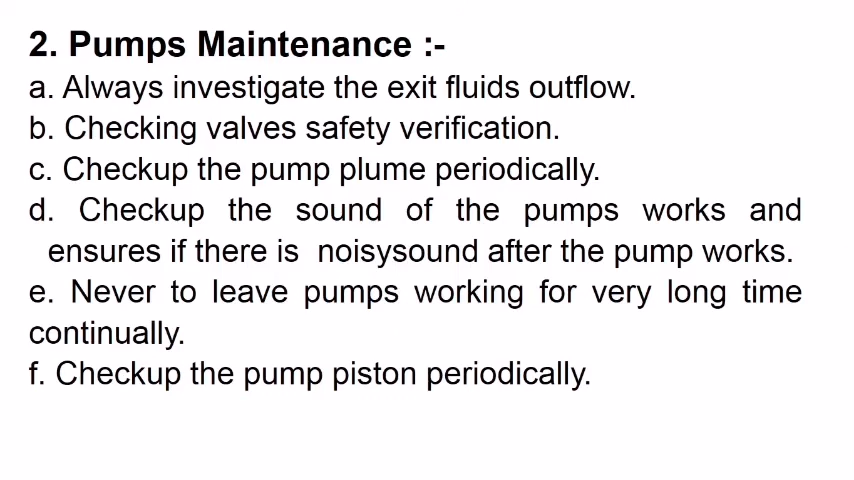 2. Pumps Maintenance :-
a. Always investigate the exit fluids outflow.
b. Checking valves safety verification.
c. Checkup the pump plume periodically.
d. Checkup the sound of the pumps works and
ensures if there is noisysound after the pump works.
e. Never to leave pumps working for very long time
continually.
f. Checkup the pump piston periodically.